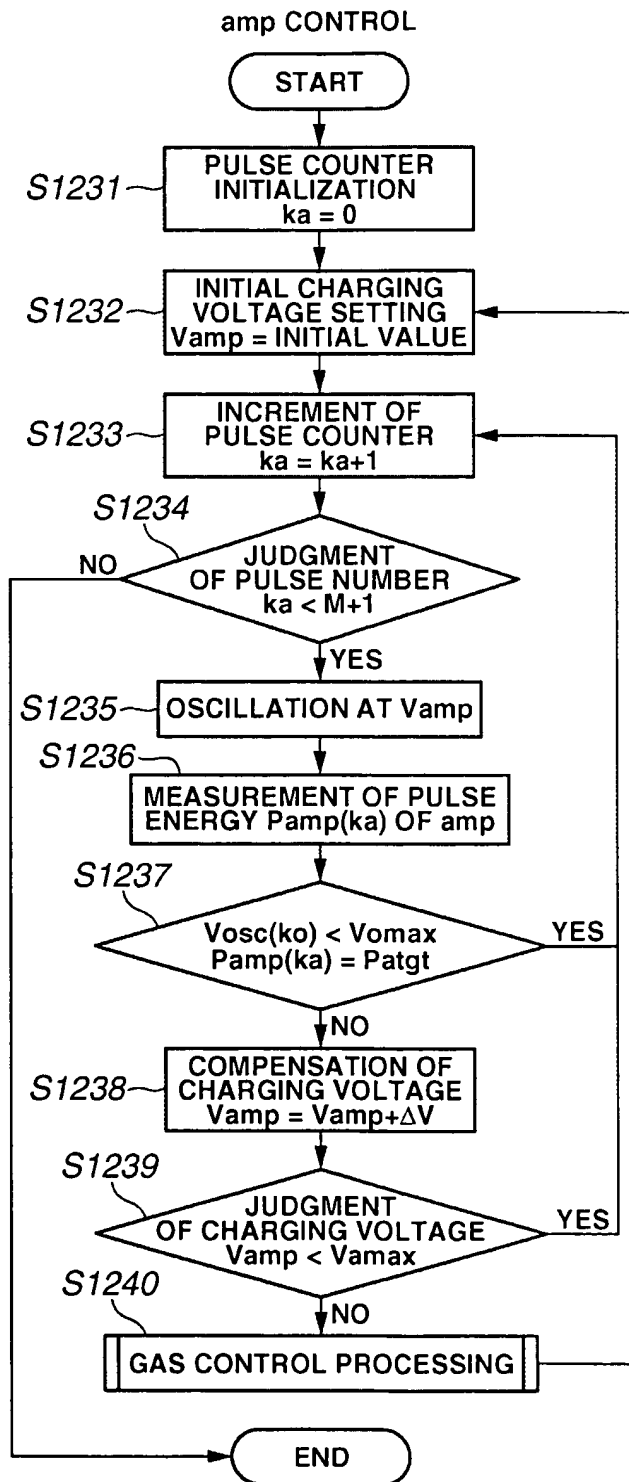 amp CONTROL
START
S1231
PULSE COUNTER
INITIALIZATION
ka = 0
S1232
INITIAL CHARGING
VOLTAGE SETTING
Vamp = INITIAL VALUE
S1233
INCREMENT OF
PULSE COUNTER
ka = ka+1
S1234
JUDGMENT
OF PULSE NUMBER
ka < M+1
NO
YES
S1235
OSCILLATION AT Vamp
S1236
MEASUREMENT OF PULSE
ENERGY Pamp(ka) OF amp
S1237
Vosc(ko) < Vomax
Pamp(ka) = Patgt
YES
NO
S1238
COMPENSATION OF
CHARGING VOLTAGE
Vamp = Vamp+ΔV
S1239
JUDGMENT
OF CHARGING VOLTAGE
Vamp < Vamax
YES
NO
S1240
GAS CONTROL PROCESSING
END